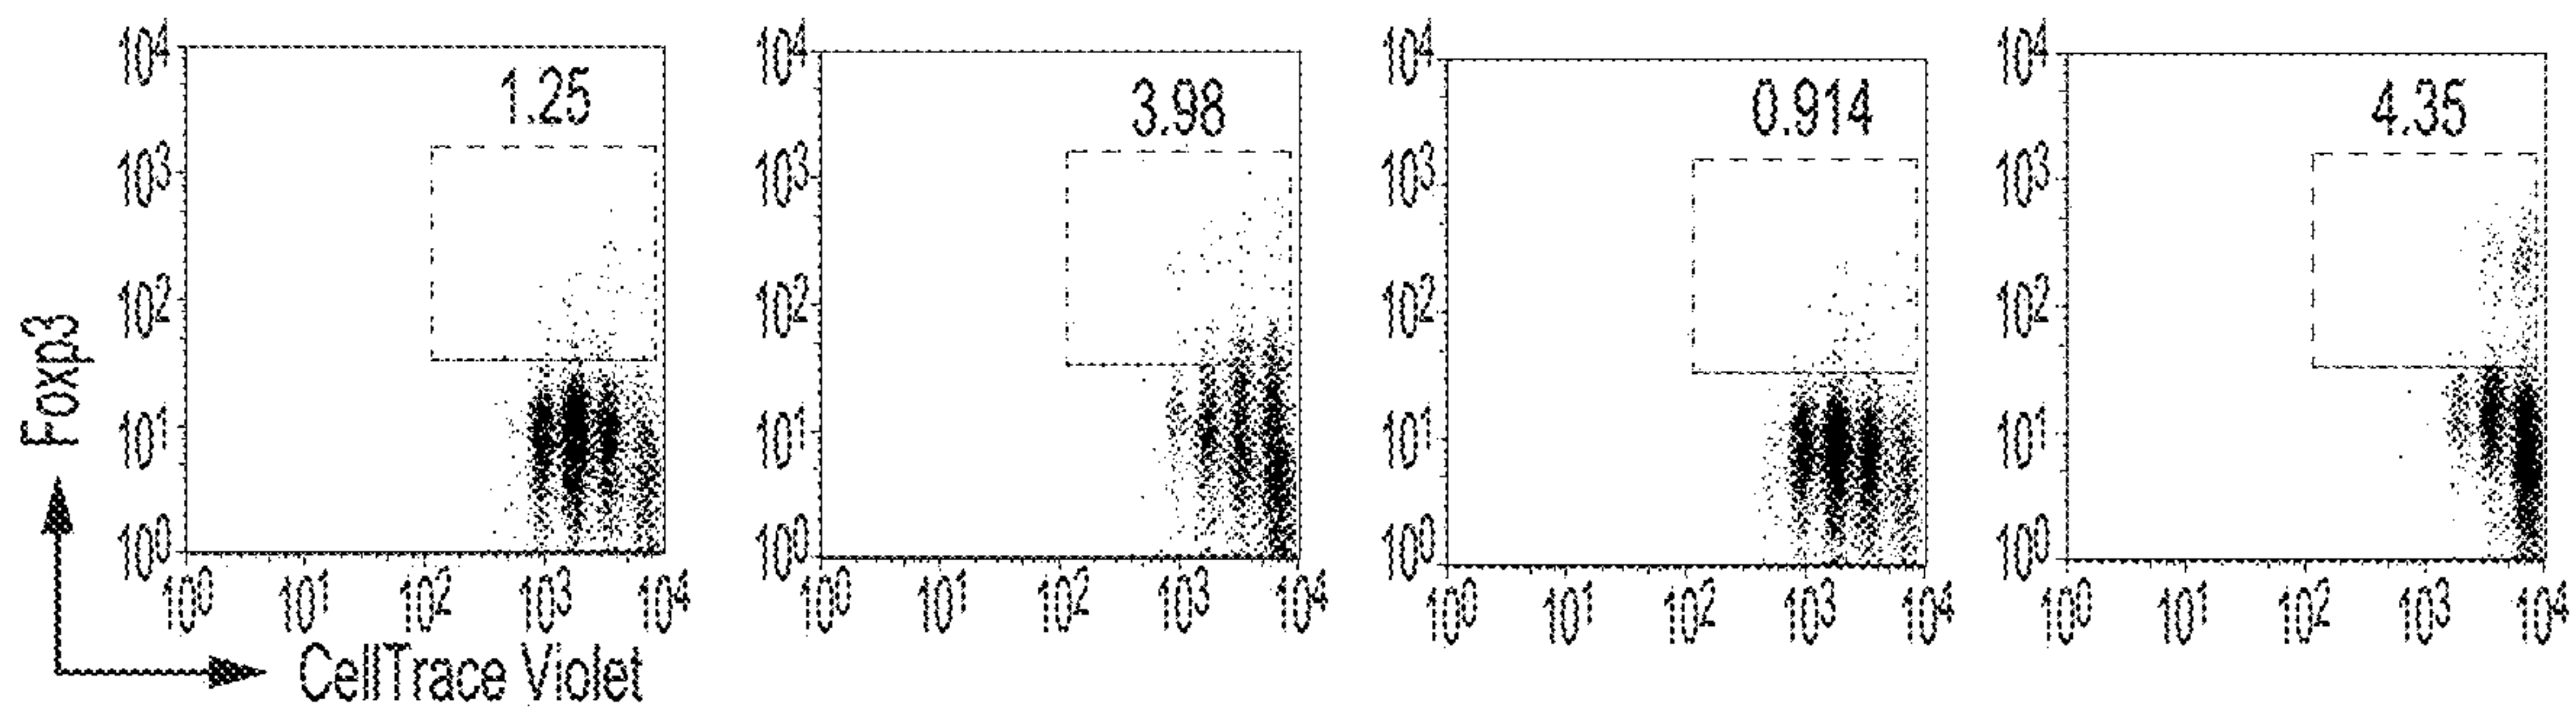 1.25
3.98
0.914
4.35
10⁴ 10⁴ 10⁴ 10⁴
10³ 10³ 10³ 10³
10² 10² 10² 10²
10¹ 10¹ 10¹ 10¹
10⁰ 10⁰ 10⁰ 10⁰
Foxp3
10⁰ 10¹ 10² 10³ 10⁴ 10⁰ 10¹ 10² 10³ 10⁴ 10⁰ 10¹ 10² 10³ 10⁴ 10⁰ 10¹ 10² 10³ 10⁴
CellTrace Violet